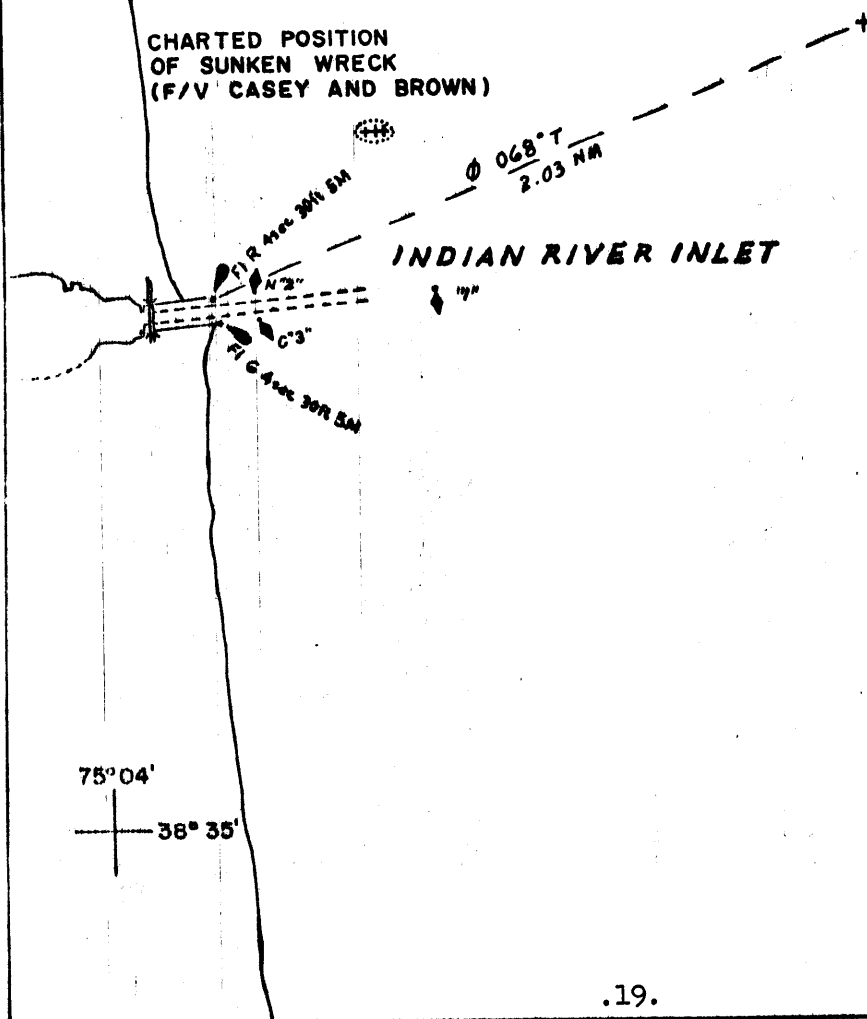 CHARTED POSITION
OF SUNKEN WRECK
(F/V CASEY AND BROWN)
Ø 068° T
2.03 NM
Fl R 4sec 30ft 5M
INDIAN RIVER INLET
N"2"
C"3"
Fl G 4sec 30ft 5M
75° 04'
38° 35'
.19.